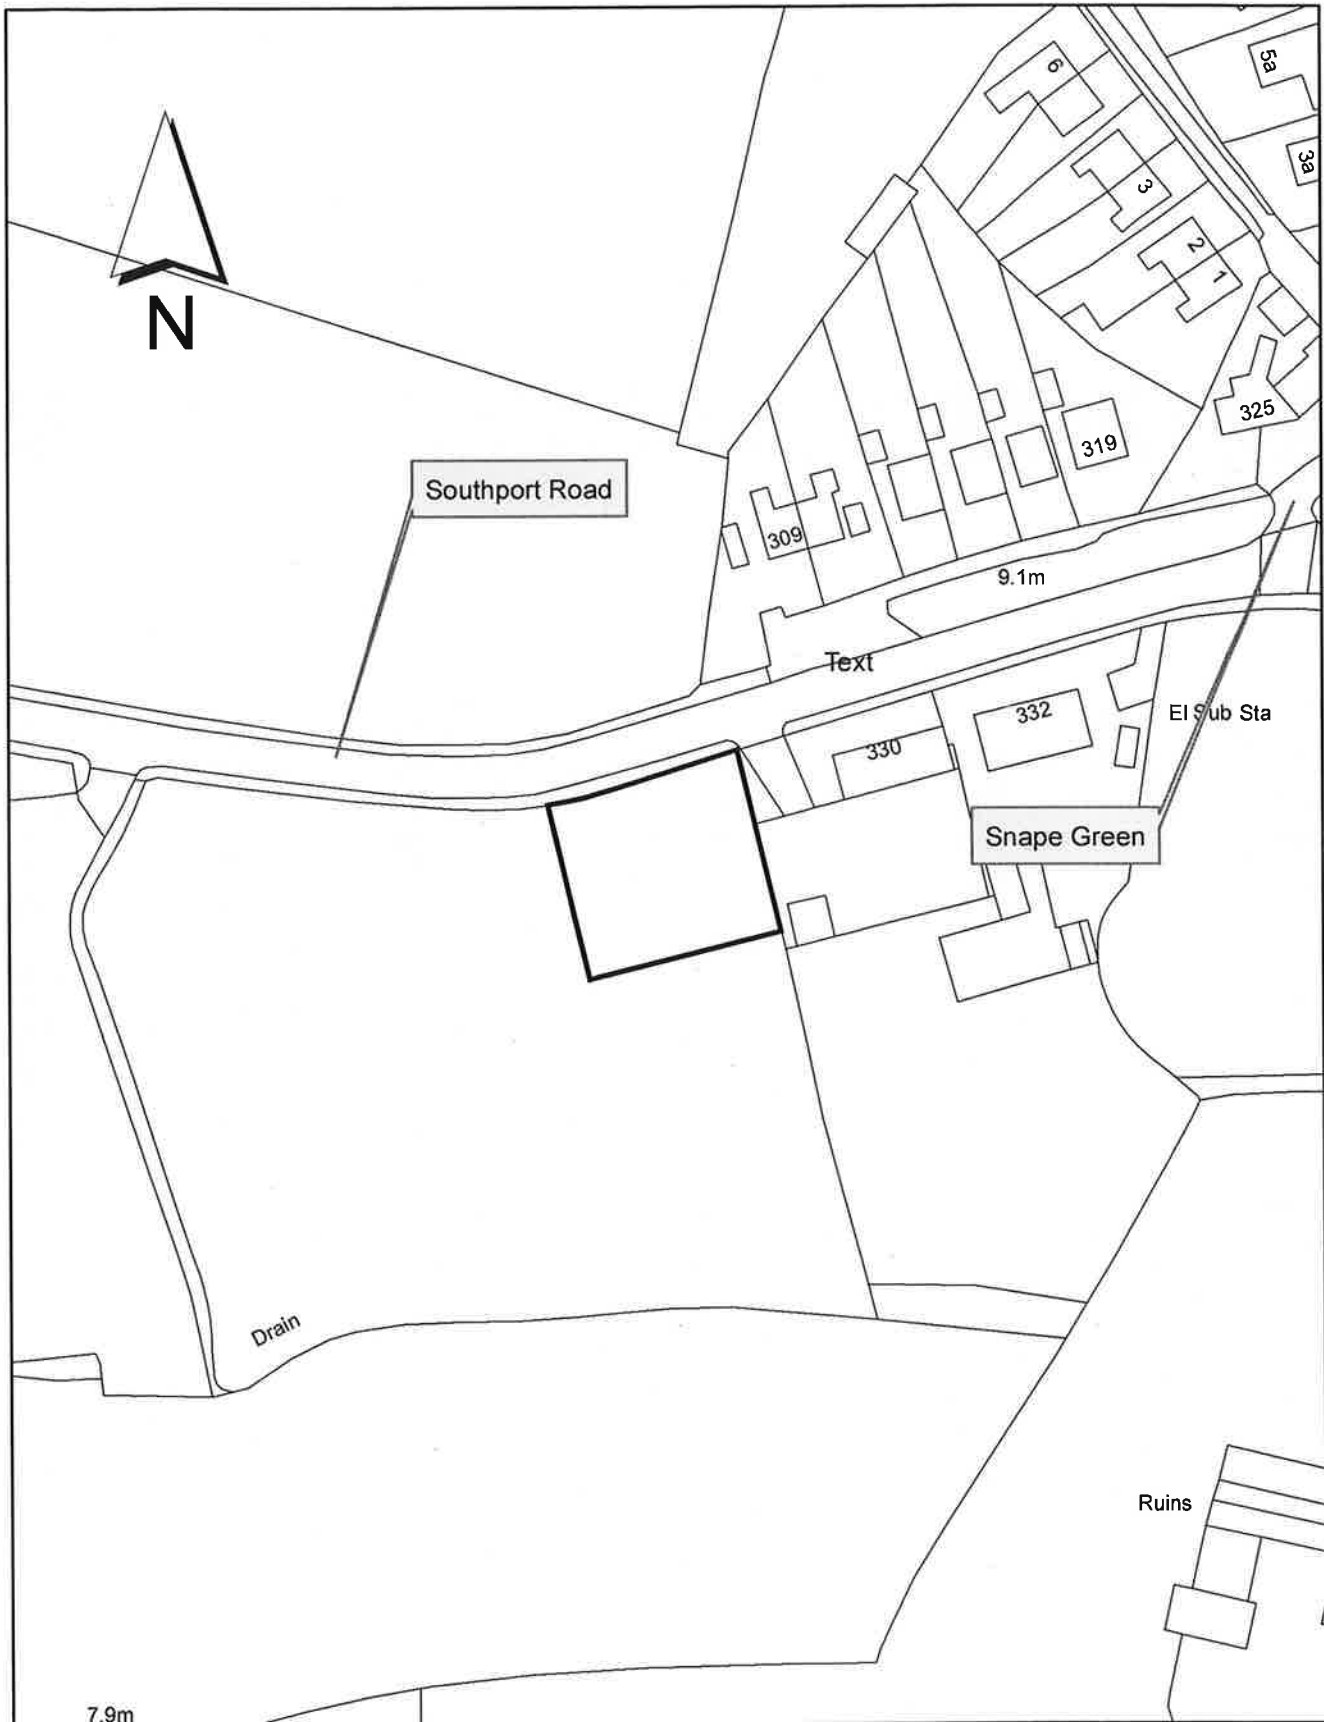 5a
6
3a
3
2
1
N
325
319
Southport Road
309
9.1m
Text
El Sub Sta
332
330
Snape Green
Drain
Ruins
7.9m